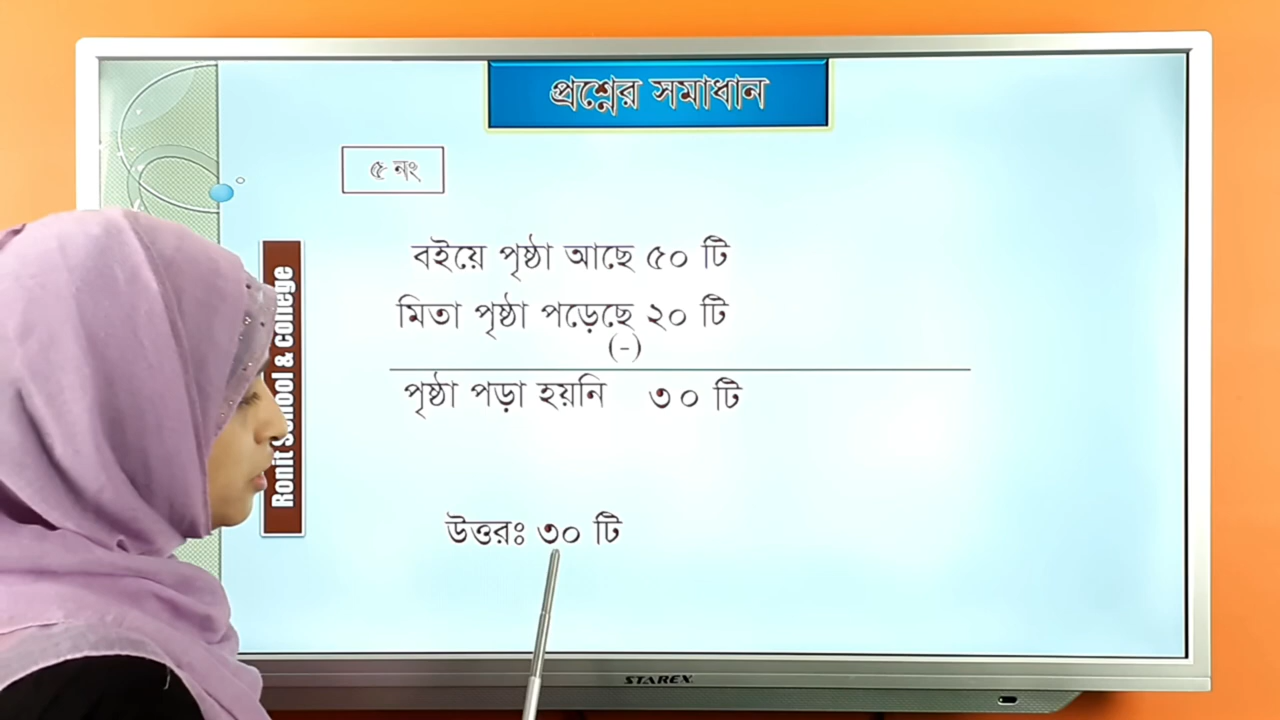 প্রশ্নের সমাধান
৫ নং
বইয়ে পৃষ্ঠা আছে ৫০ টি
মিতা পৃষ্ঠা পড়েছে ২০ টি
(-)
পৃষ্ঠা পড়া হয়নি ৩০ টি
উত্তরঃ ৩০ টি
Ronit School & College
STAREX